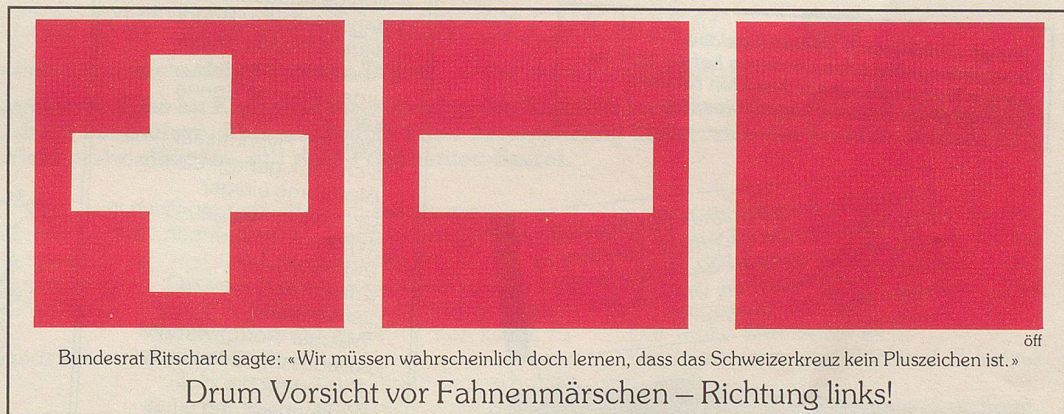 öff
Bundesrat Ritschard sagte: «Wir müssen wahrscheinlich doch lernen, dass das Schweizerkreuz kein Pluszeichen ist.»
Drum Vorsicht vor Fahnenmärschen – Richtung links!